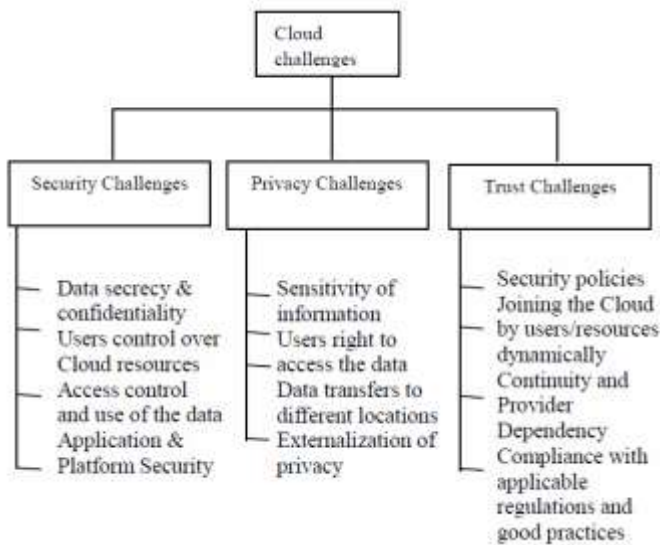 Cloud
challenges
Security Challenges
Privacy Challenges
Trust Challenges
Data secrecy &
confidentiality
Users control over
Cloud resources
Access control
and use of the data
Application &
Platform Security
Sensitivity of
information
Users right to
access the data
Data transfers to
different locations
Externalization of
privacy
Security policies
Joining the Cloud
by users/resources
dynamically
Continuity and
Provider
Dependency
Compliance with
applicable
regulations and
good practices